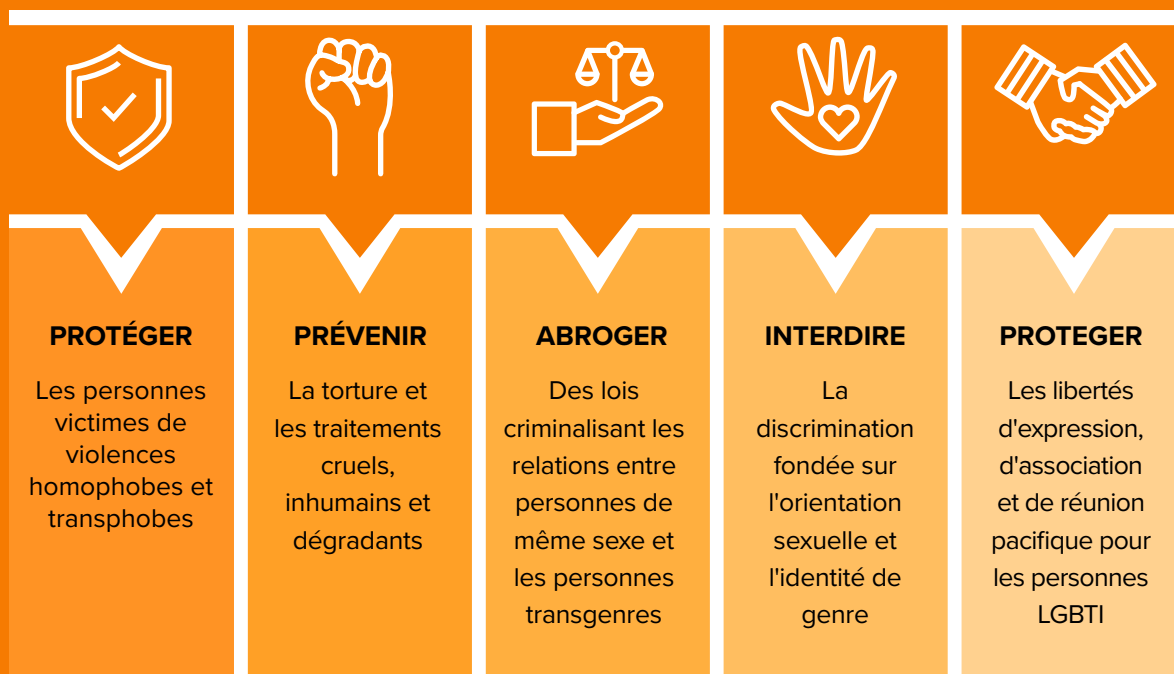 PROTÉGER
Les personnes
victimes de
violences
homophobes et
transphobes
PRÉVENIR
La torture et
les traitements
cruels,
inhumains et
dégradants
ABROGER
Des lois
criminalisant les
relations entre
personnes de
même sexe et
les personnes
transgenres
INTERDIRE
La
discrimination
fondée sur
l'orientation
sexuelle et
l'identité de
genre
PROTEGER
Les libertés
d'expression,
d'association
et de réunion
pacifique pour
les personnes
LGBTI